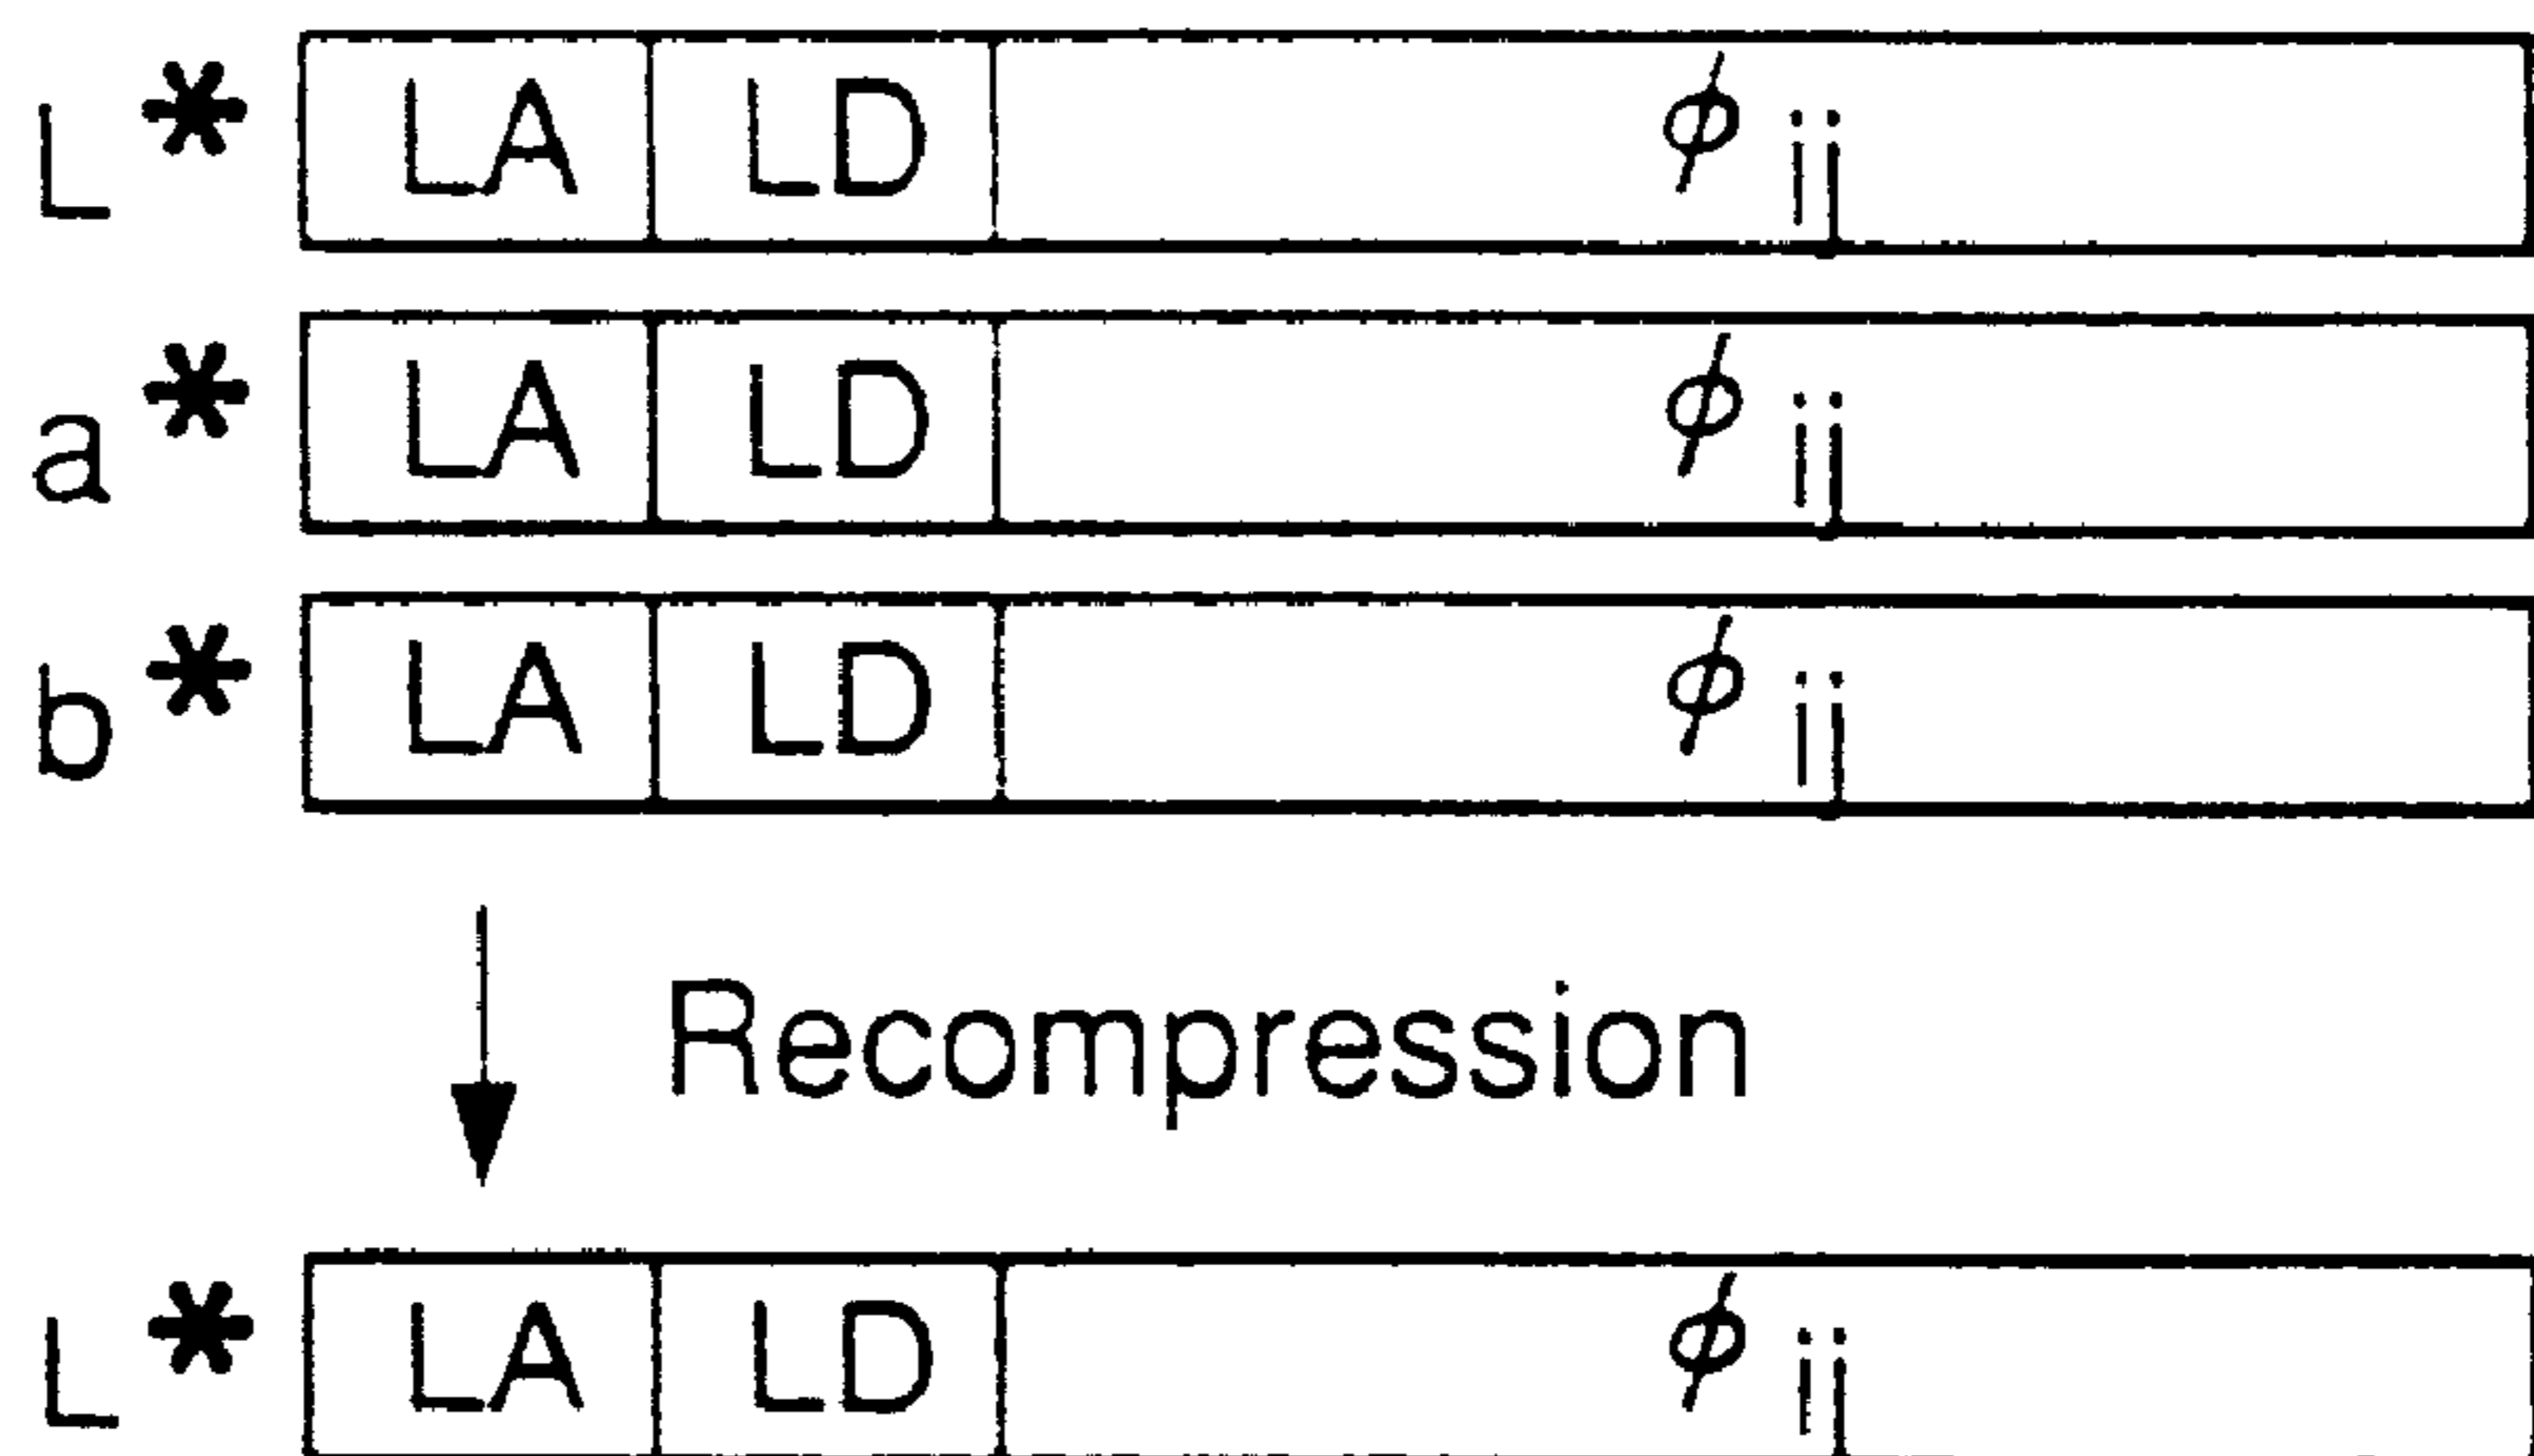 L* LA LD ϕij
a* LA LD ϕij
b* LA LD ϕij
Recompression
L* LA LD ϕij